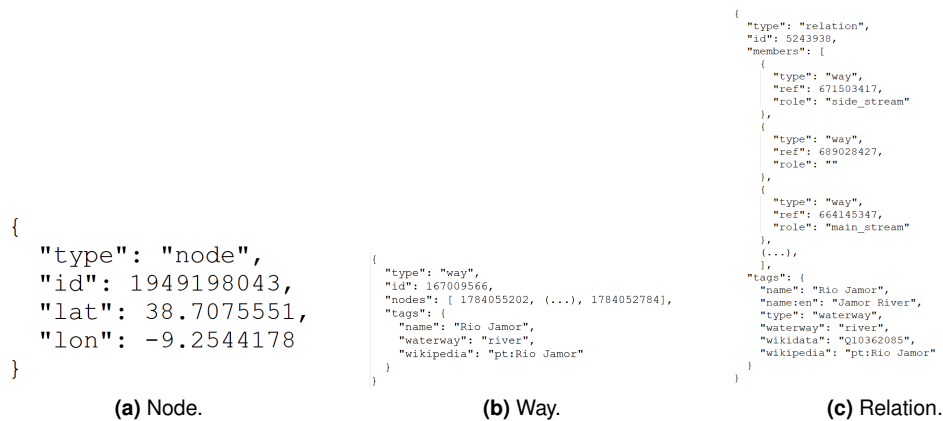 {
"type": "node",
"id": 1949198043,
"lat": 38.7075551,
"lon": -9.2544178
}
(a) Node.
{
"type": "way",
"id": 167009566,
"nodes": [ 1784055202, (...), 1784052784],
"tags": {
"name": "Rio Jamor",
"waterway": "river",
"wikipedia": "pt:Rio Jamor"
}
}
(b) Way.
{
"type": "relation",
"id": 5243938,
"members": [
{
"type": "way",
"ref": 671503417,
"role": "side_stream"
},
{
"type": "way",
"ref": 689028427,
"role": ""
},
{
"type": "way",
"ref": 664145347,
"role": "main_stream"
},
(...),
],
"tags": {
"name": "Rio Jamor",
"name:en": "Jamor River",
"type": "waterway",
"waterway": "river",
"wikidata": "Q10362085",
"wikipedia": "pt:Rio Jamor"
}
}
(c) Relation.